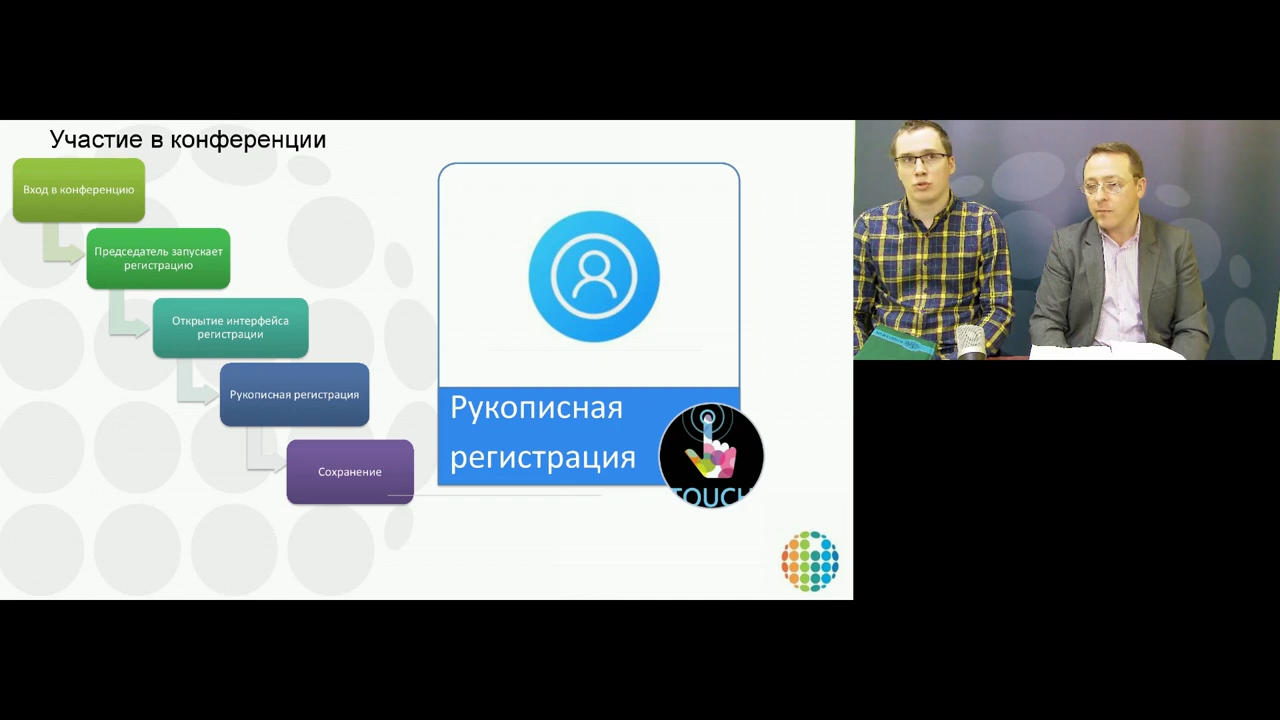 Участие в конференции
Вход в конференцию
Председатель запускает
регистрацию
Открытие интерфейса
регистрации
Рукописная регистрация
Сохранение
Рукописная
регистрация
TOUCH